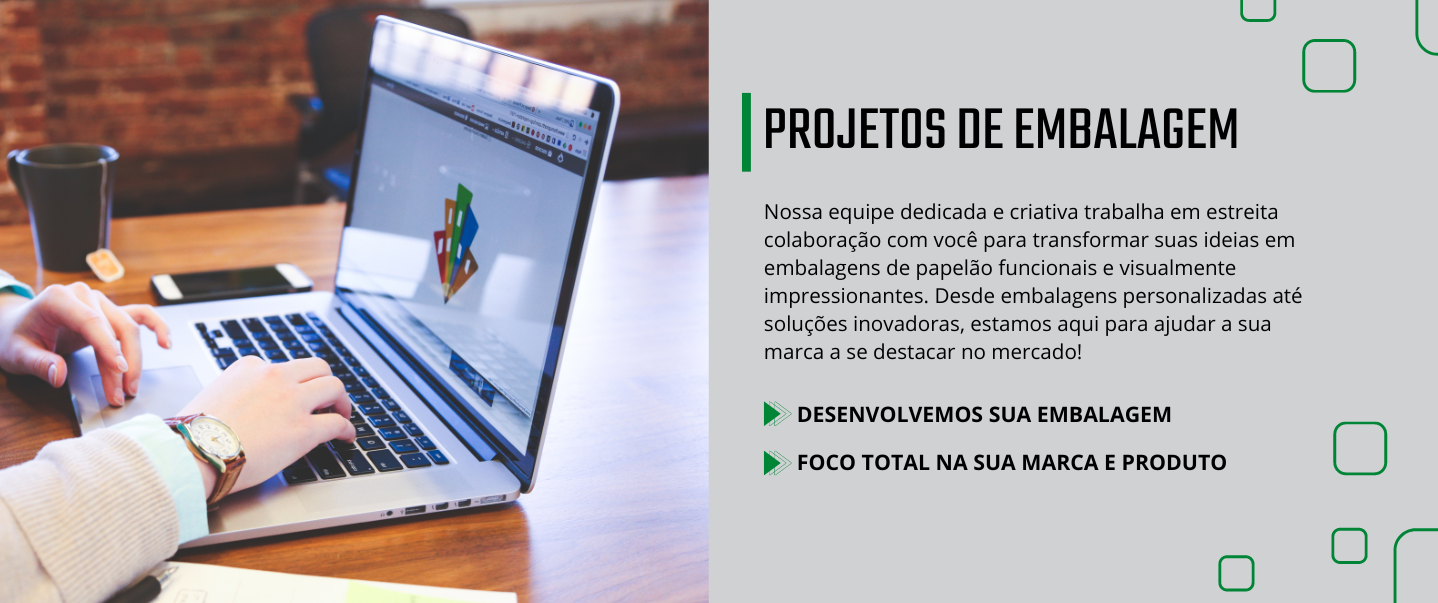 PROJETOS DE EMBALAGEM
Nossa equipe dedicada e criativa trabalha em estreita
colaboração com você para transformar suas ideias em
embalagens de papelão funcionais e visualmente
impressionantes. Desde embalagens personalizadas até
soluções inovadoras, estamos aqui para ajudar a sua
marca a se destacar no mercado!
DESENVOLVEMOS SUA EMBALAGEM
FOCO TOTAL NA SUA MARCA E PRODUTO